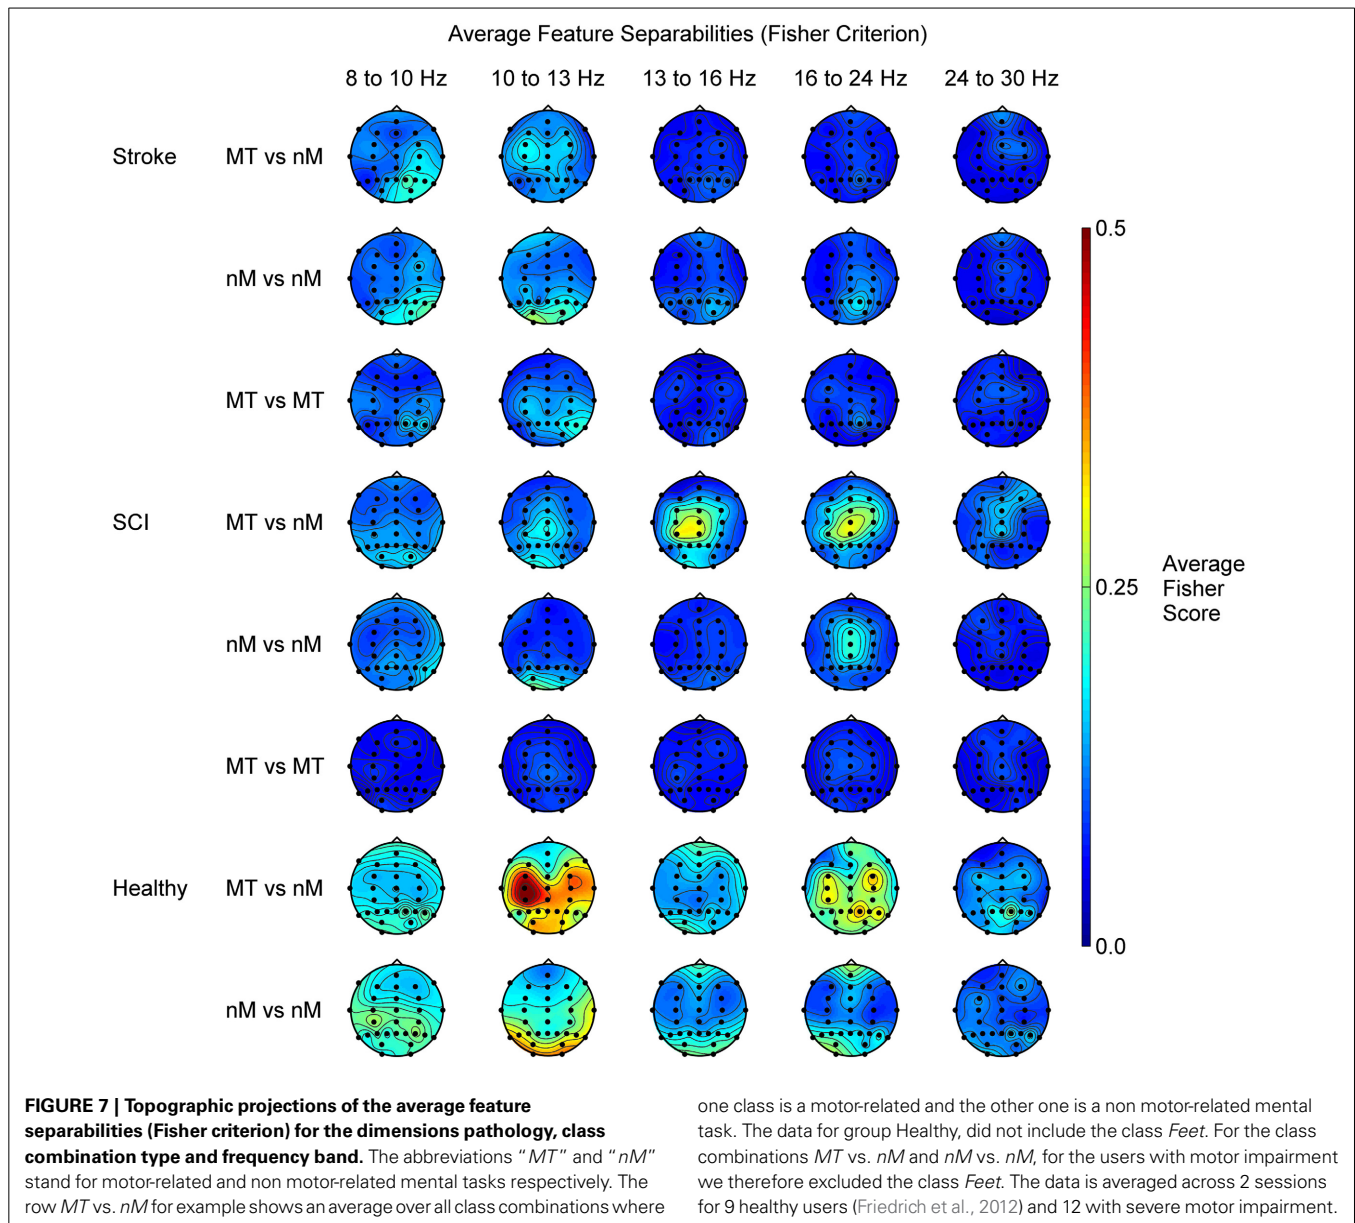 Average Feature Separabilities (Fisher Criterion)
8 to 10 Hz 10 to 13 Hz 13 to 16 Hz 16 to 24 Hz 24 to 30 Hz
Stroke MT vs nM
nM vs nM
MT vs MT
SCI MT vs nM
nM vs nM
MT vs MT
Healthy MT vs nM
nM vs nM
0.5
0.25
0.0
Average
Fisher
Score
FIGURE 7 | Topographic projections of the average feature
separabilities (Fisher criterion) for the dimensions pathology, class
combination type and frequency band. The abbreviations "MT" and "nM"
stand for motor-related and non motor-related mental tasks respectively. The
row MT vs. nM for example shows an average over all class combinations where
one class is a motor-related and the other one is a non motor-related mental
task. The data for group Healthy, did not include the class Feet. For the class
combinations MT vs. nM and nM vs. nM, for the users with motor impairment
we therefore excluded the class Feet. The data is averaged across 2 sessions
for 9 healthy users (Friedrich et al., 2012) and 12 with severe motor impairment.